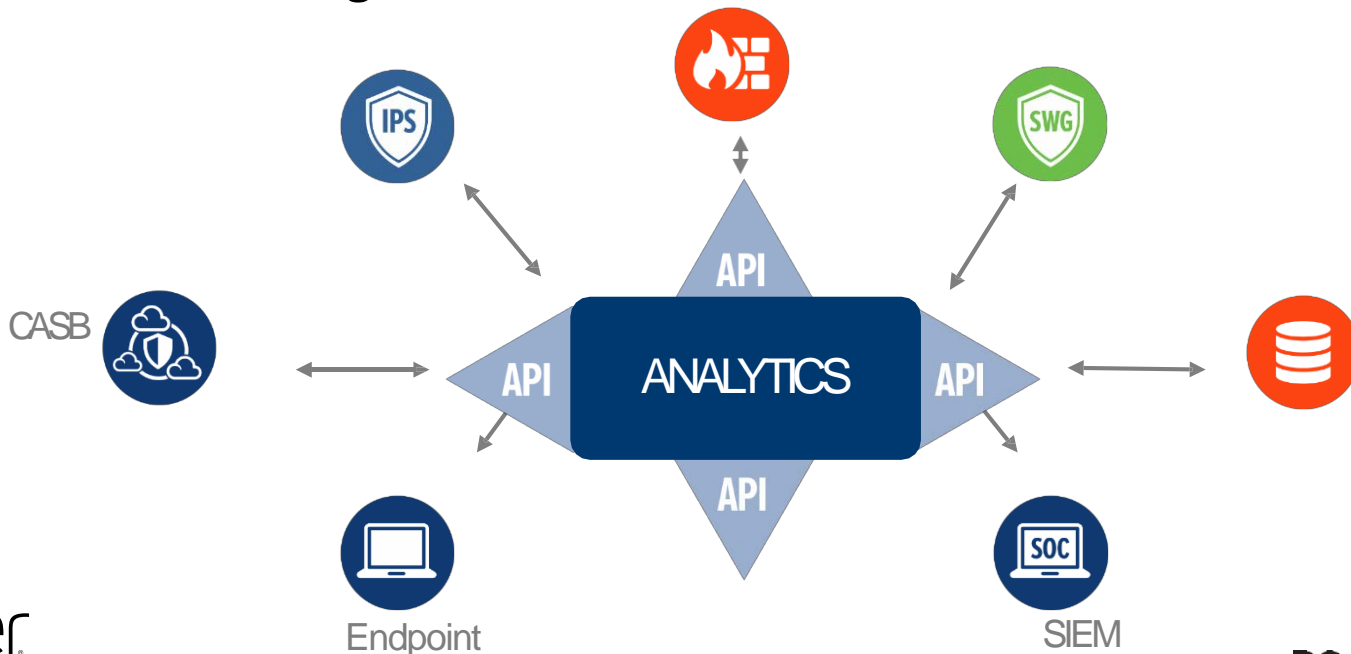 IPS
SWG
API
CASB
API
ANALYTICS
API
API
SOC
Endpoint
SIEM